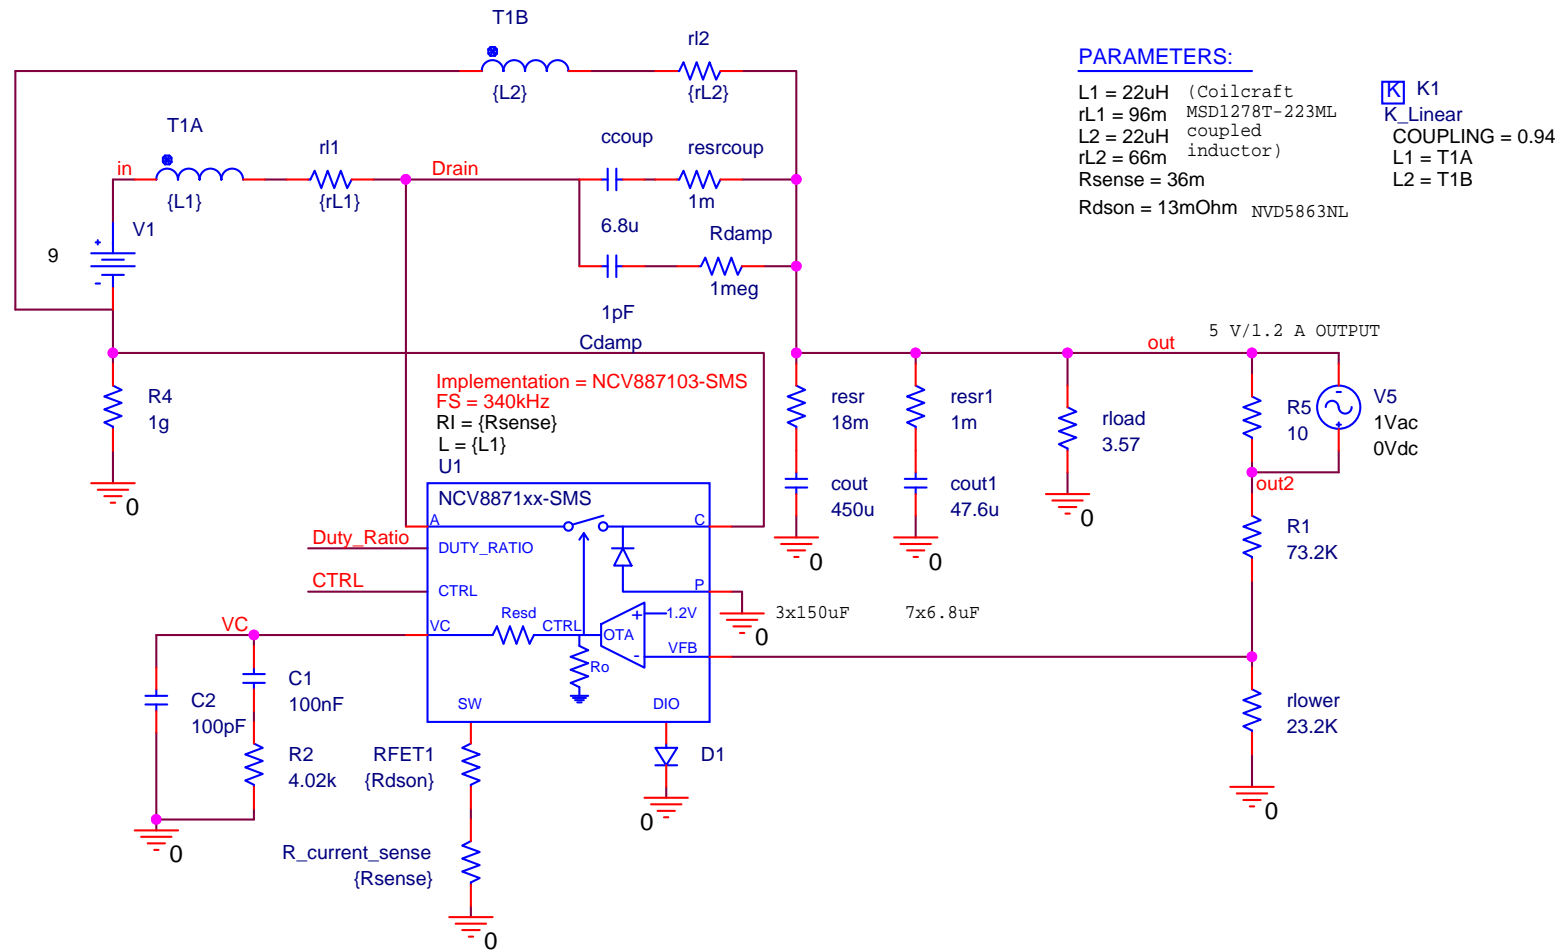 T1B
rl2
{L2}
{rL2}
T1A
in
rl1
Drain
ccoup
resrcoup
{L1}
{rL1}
1m
V1
9
6.8u
Rdamp
1meg
1pF
Cdamp
PARAMETERS:
L1 = 22uH (Coilcraft
rL1 = 96m MSD1278T-223ML
L2 = 22uH coupled
rL2 = 66m inductor)
Rsense = 36m
Rdson = 13mOhm NVD5863NL
K K1
K_Linear
COUPLING = 0.94
L1 = T1A
L2 = T1B
5 V/1.2 A OUTPUT
out
R4
1g
0
Implementation = NCV887103-SMS
FS = 340kHz
RI = {Rsense}
L = {L1}
U1
NCV8871xx-SMS
A
C
Duty_Ratio
DUTY_RATIO
CTRL
CTRL
P
0
VC
VC
Resd
CTRL
OTA
+
1.2V
-
VFB
Ro
SW
DIO
resr
18m
cout
450u
0
3x150uF
resr1
1m
cout1
47.6u
0
7x6.8uF
rload
3.57
0
R5
10
V5
1Vac
0Vdc
out2
R1
73.2K
rlower
23.2K
0
C2
100pF
C1
100nF
R2
4.02k
0
RFET1
{Rdson}
D1
0
R_current_sense
{Rsense}
0